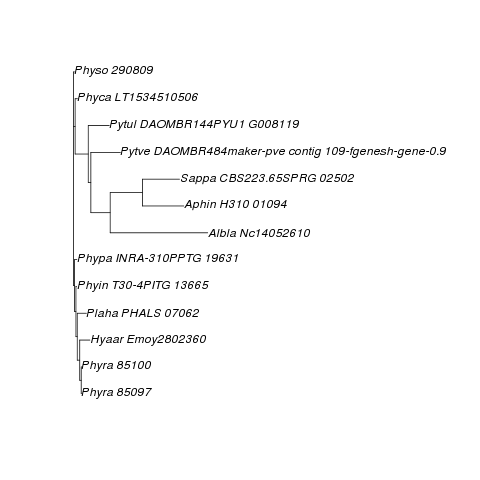 Physo 290809
Phyca LT1534510506
Pytul DAOMBR144PYU1 G008119
Pytve DAOMBR484maker-pve contig 109-fgenesh-gene-0.9
Sappa CBS223.65SPRG 02502
Aphin H310 01094
Albla Nc14052610
Phypa INRA-310PPTG 19631
Phyin T30-4PITG 13665
Plaha PHALS 07062
Hyaar Emoy2802360
Phyra 85100
Phyra 85097